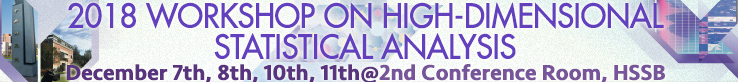 2018 WORKSHOP ON HIGH-DIMENSIONAL
STATISTICAL ANALYSIS
December 7th, 8th, 10th, 11th@2nd Conference Room, HSSB